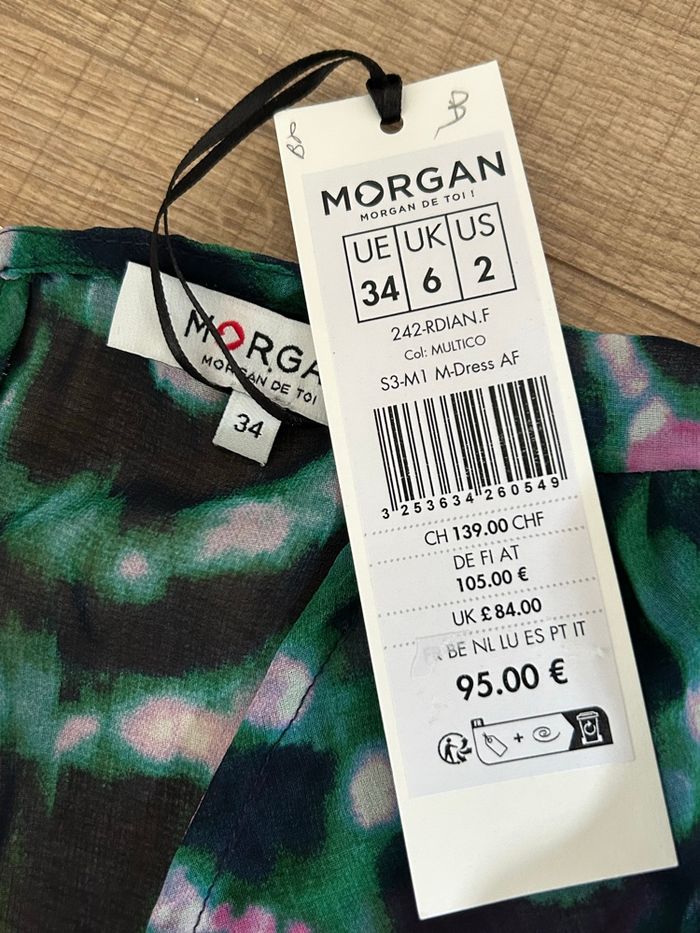 MORGAN
MORGAN DE TOI !
UE UK US
34 6 2
242-RDIAN.F
Col: MULTICO
S3-M1 M-Dress AF
3 253634 260549
CH 139.00 CHF
DE FI AT
105.00 €
UK £ 84.00
FR BE NL LU ES PT IT
95.00 €
MORGA
MORGAN DE TOI
34